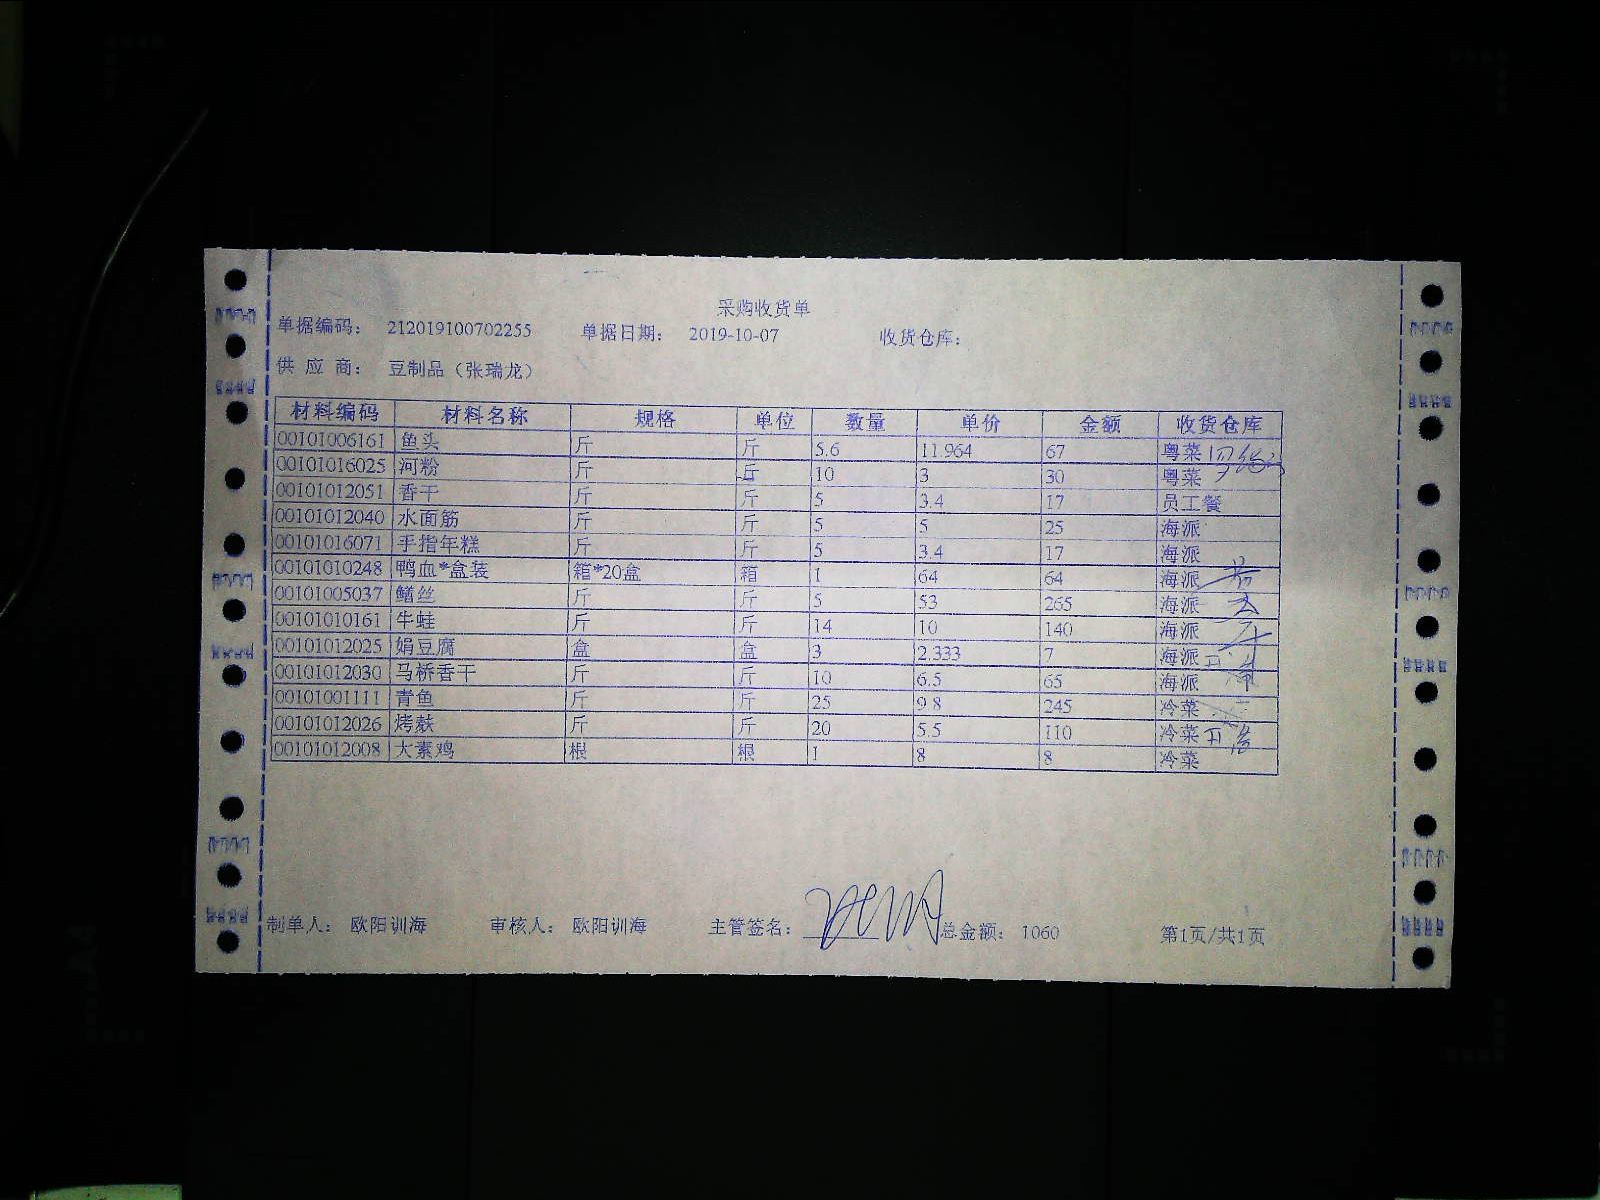 采购收货单
单据编码: 212019100702255 单据日期: 2019-10-07 收货仓库:
供 应 商: 豆制品（张瑞龙）
材料编码 材料名称 规格 单位 数量 单价 金额 收货仓库
00101006161 鱼头 斤 斤 5.6 11.964 67 粤菜
00101016025 河粉 斤 斤 10 3 30 粤菜
00101012051 香干 斤 斤 5 3.4 17 员工餐
00101012040 水面筋 斤 斤 5 5 25 海派
00101016071 手指年糕 斤 斤 5 3.4 17 海派
00101010248 鸭血*盒装 箱*20盒 箱 1 64 64 海派
00101005037 鳝丝 斤 斤 5 53 265 海派
00101010161 牛蛙 斤 斤 14 10 140 海派
00101012025 娟豆腐 盒 盒 3 2.333 7 海派
00101012030 马桥香干 斤 斤 10 6.5 65 海派
00101001111 青鱼 斤 斤 25 9.8 245 冷菜
00101012026 烤麸 斤 斤 20 5.5 110 冷菜
00101012008 大素鸡 根 根 1 8 8 冷菜
制单人: 欧阳训海 审核人: 欧阳训海 主管签名: 总金额: 1060 第1页/共1页